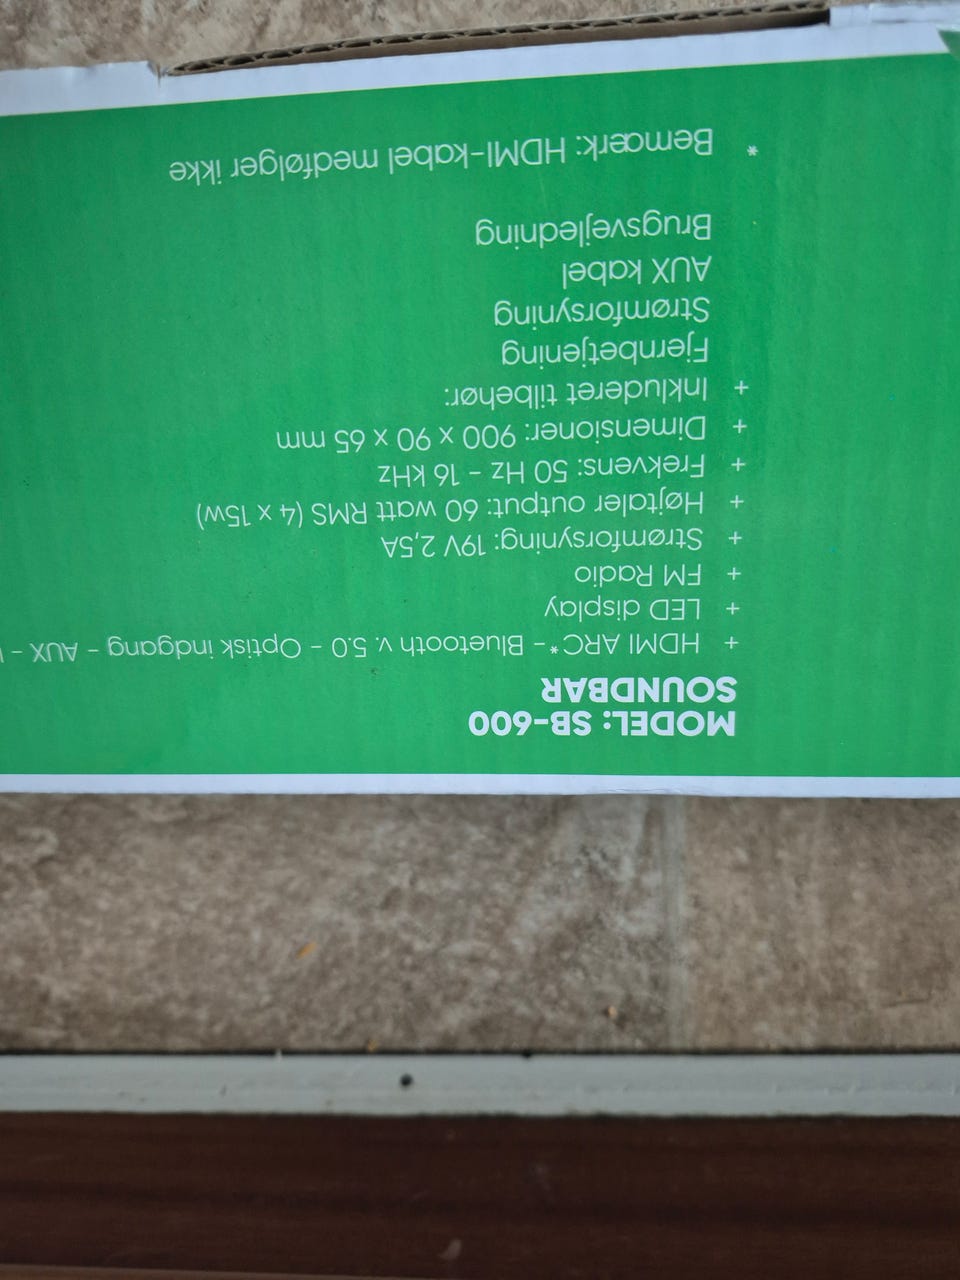 MODEL: SB-600
SOUNDBAR
+ HDMI ARC* - Bluetooth v. 5.0 - Optisk indgang - AUX -
+ LED display
+ FM Radio
+ Strømforsyning: 19V 2,5A
+ Højtaler output: 60 watt RMS (4 x 15w)
+ Frekvens: 50 Hz - 16 kHz
+ Dimensioner: 900 x 90 x 65 mm
+ Inkluderet tilbehør:
Fjernbetjening
Strømforsyning
AUX kabel
Brugsvejledning
* Bemærk: HDMI-kabel medfølger ikke